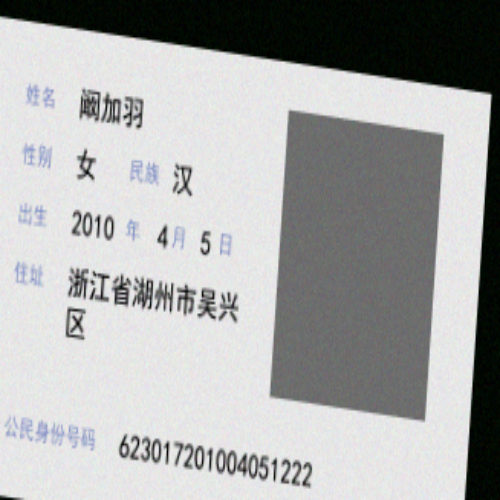 姓名 阚加羽
性别 女 民族 汉
出生 2010 年 4 月 5 日
住址 浙江省湖州市吴兴
区
公民身份号码 623017201004051222